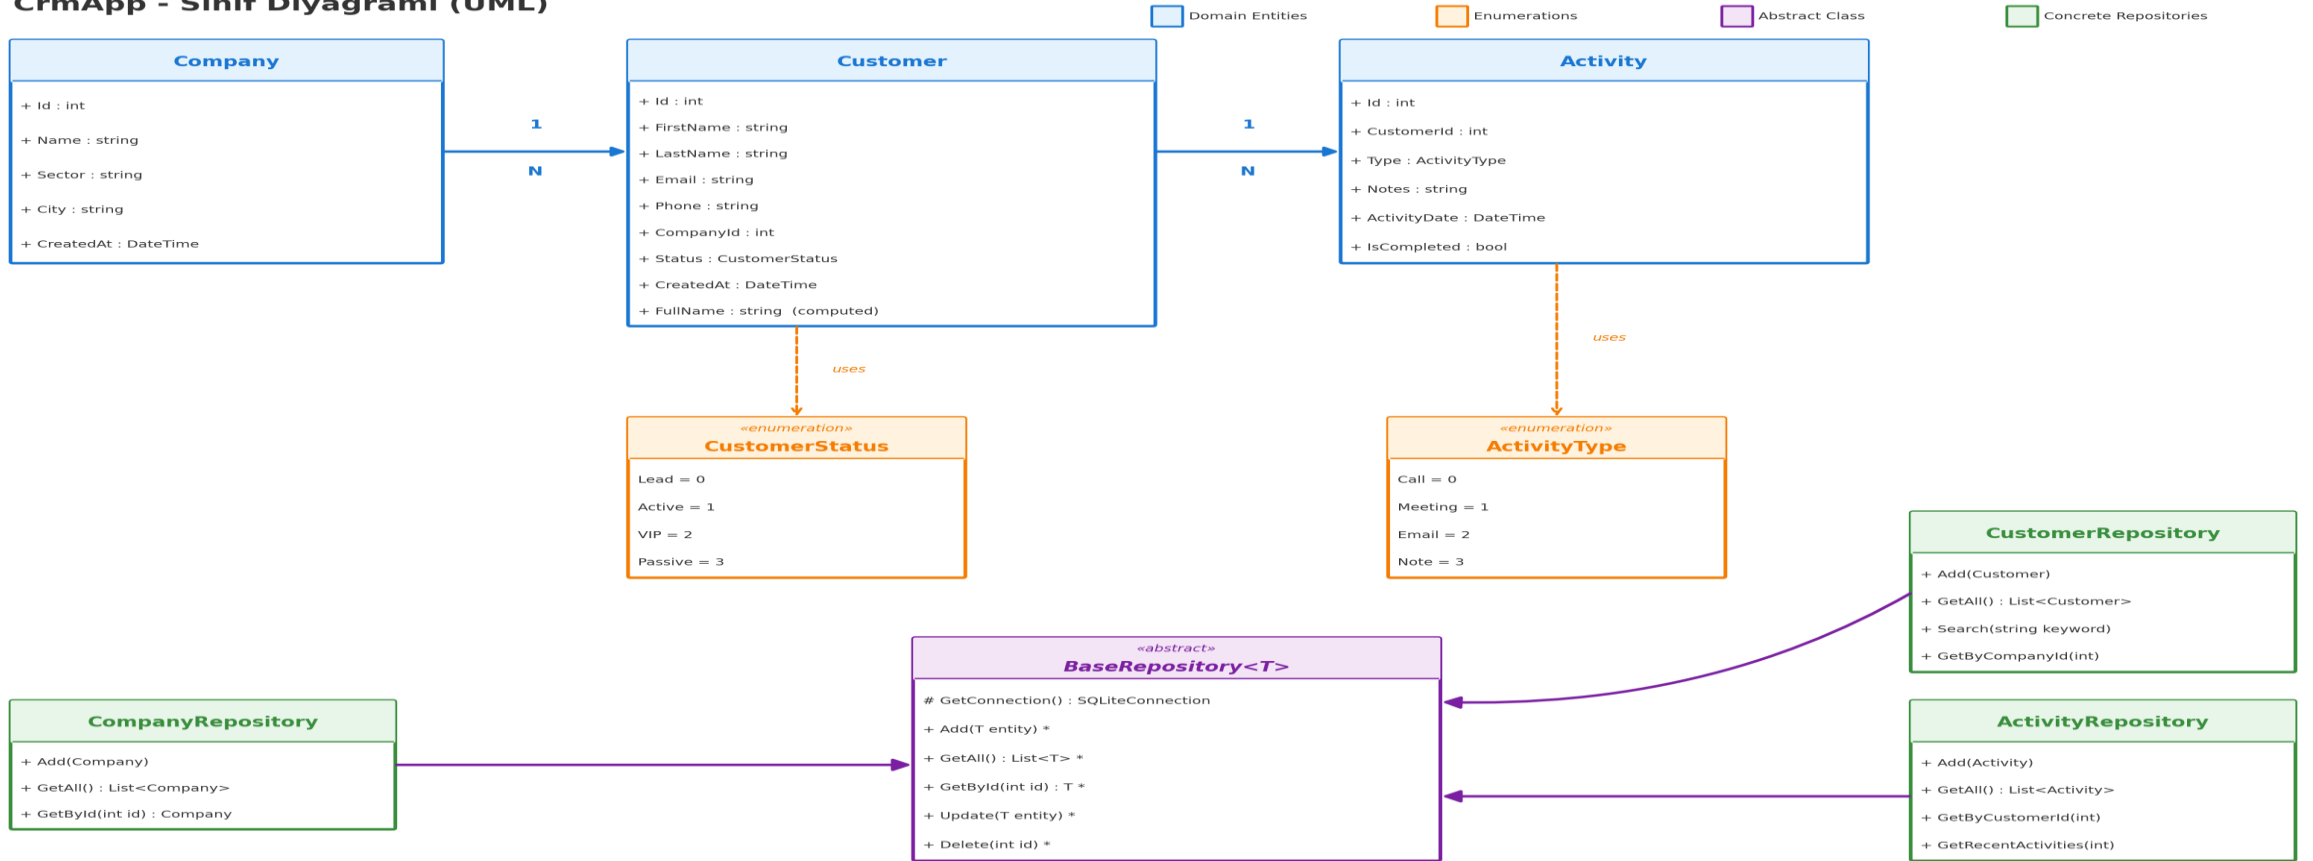 CrmApp - Sınıf Diyagramı (UML)
Domain Entities
Enumerations
Abstract Class
Concrete Repositories
Company
+ Id : int
+ Name : string
+ Sector : string
+ City : string
+ CreatedAt : DateTime
1
N
Customer
+ Id : int
+ FirstName : string
+ LastName : string
+ Email : string
+ Phone : string
+ CompanyId : int
+ Status : CustomerStatus
+ CreatedAt : DateTime
+ FullName : string  (computed)
1
N
Activity
+ Id : int
+ CustomerId : int
+ Type : ActivityType
+ Notes : string
+ ActivityDate : DateTime
+ IsCompleted : bool
uses
uses
«enumeration»
CustomerStatus
Lead = 0
Active = 1
VIP = 2
Passive = 3
«enumeration»
ActivityType
Call = 0
Meeting = 1
Email = 2
Note = 3
CustomerRepository
+ Add(Customer)
+ GetAll() : List<Customer>
+ Search(string keyword)
+ GetByCompanyId(int)
«abstract»
BaseRepository<T>
# GetConnection() : SQLiteConnection
+ Add(T entity) *
+ GetAll() : List<T> *
+ GetById(int id) : T *
+ Update(T entity) *
+ Delete(int id) *
CompanyRepository
+ Add(Company)
+ GetAll() : List<Company>
+ GetById(int id) : Company
ActivityRepository
+ Add(Activity)
+ GetAll() : List<Activity>
+ GetByCustomerId(int)
+ GetRecentActivities(int)